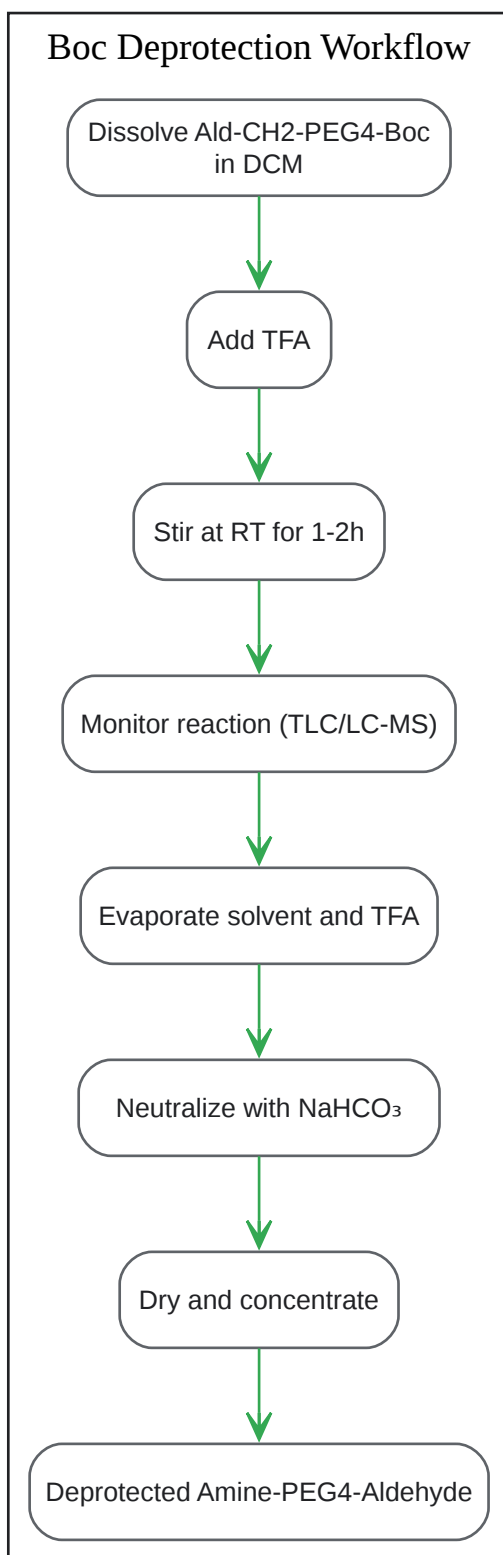 Boc Deprotection Workflow
Dissolve Ald-CH2-PEG4-Boc
in DCM
Add TFA
Stir at RT for 1-2h
Monitor reaction (TLC/LC-MS)
Evaporate solvent and TFA
Neutralize with NaHCO₃
Dry and concentrate
Deprotected Amine-PEG4-Aldehyde